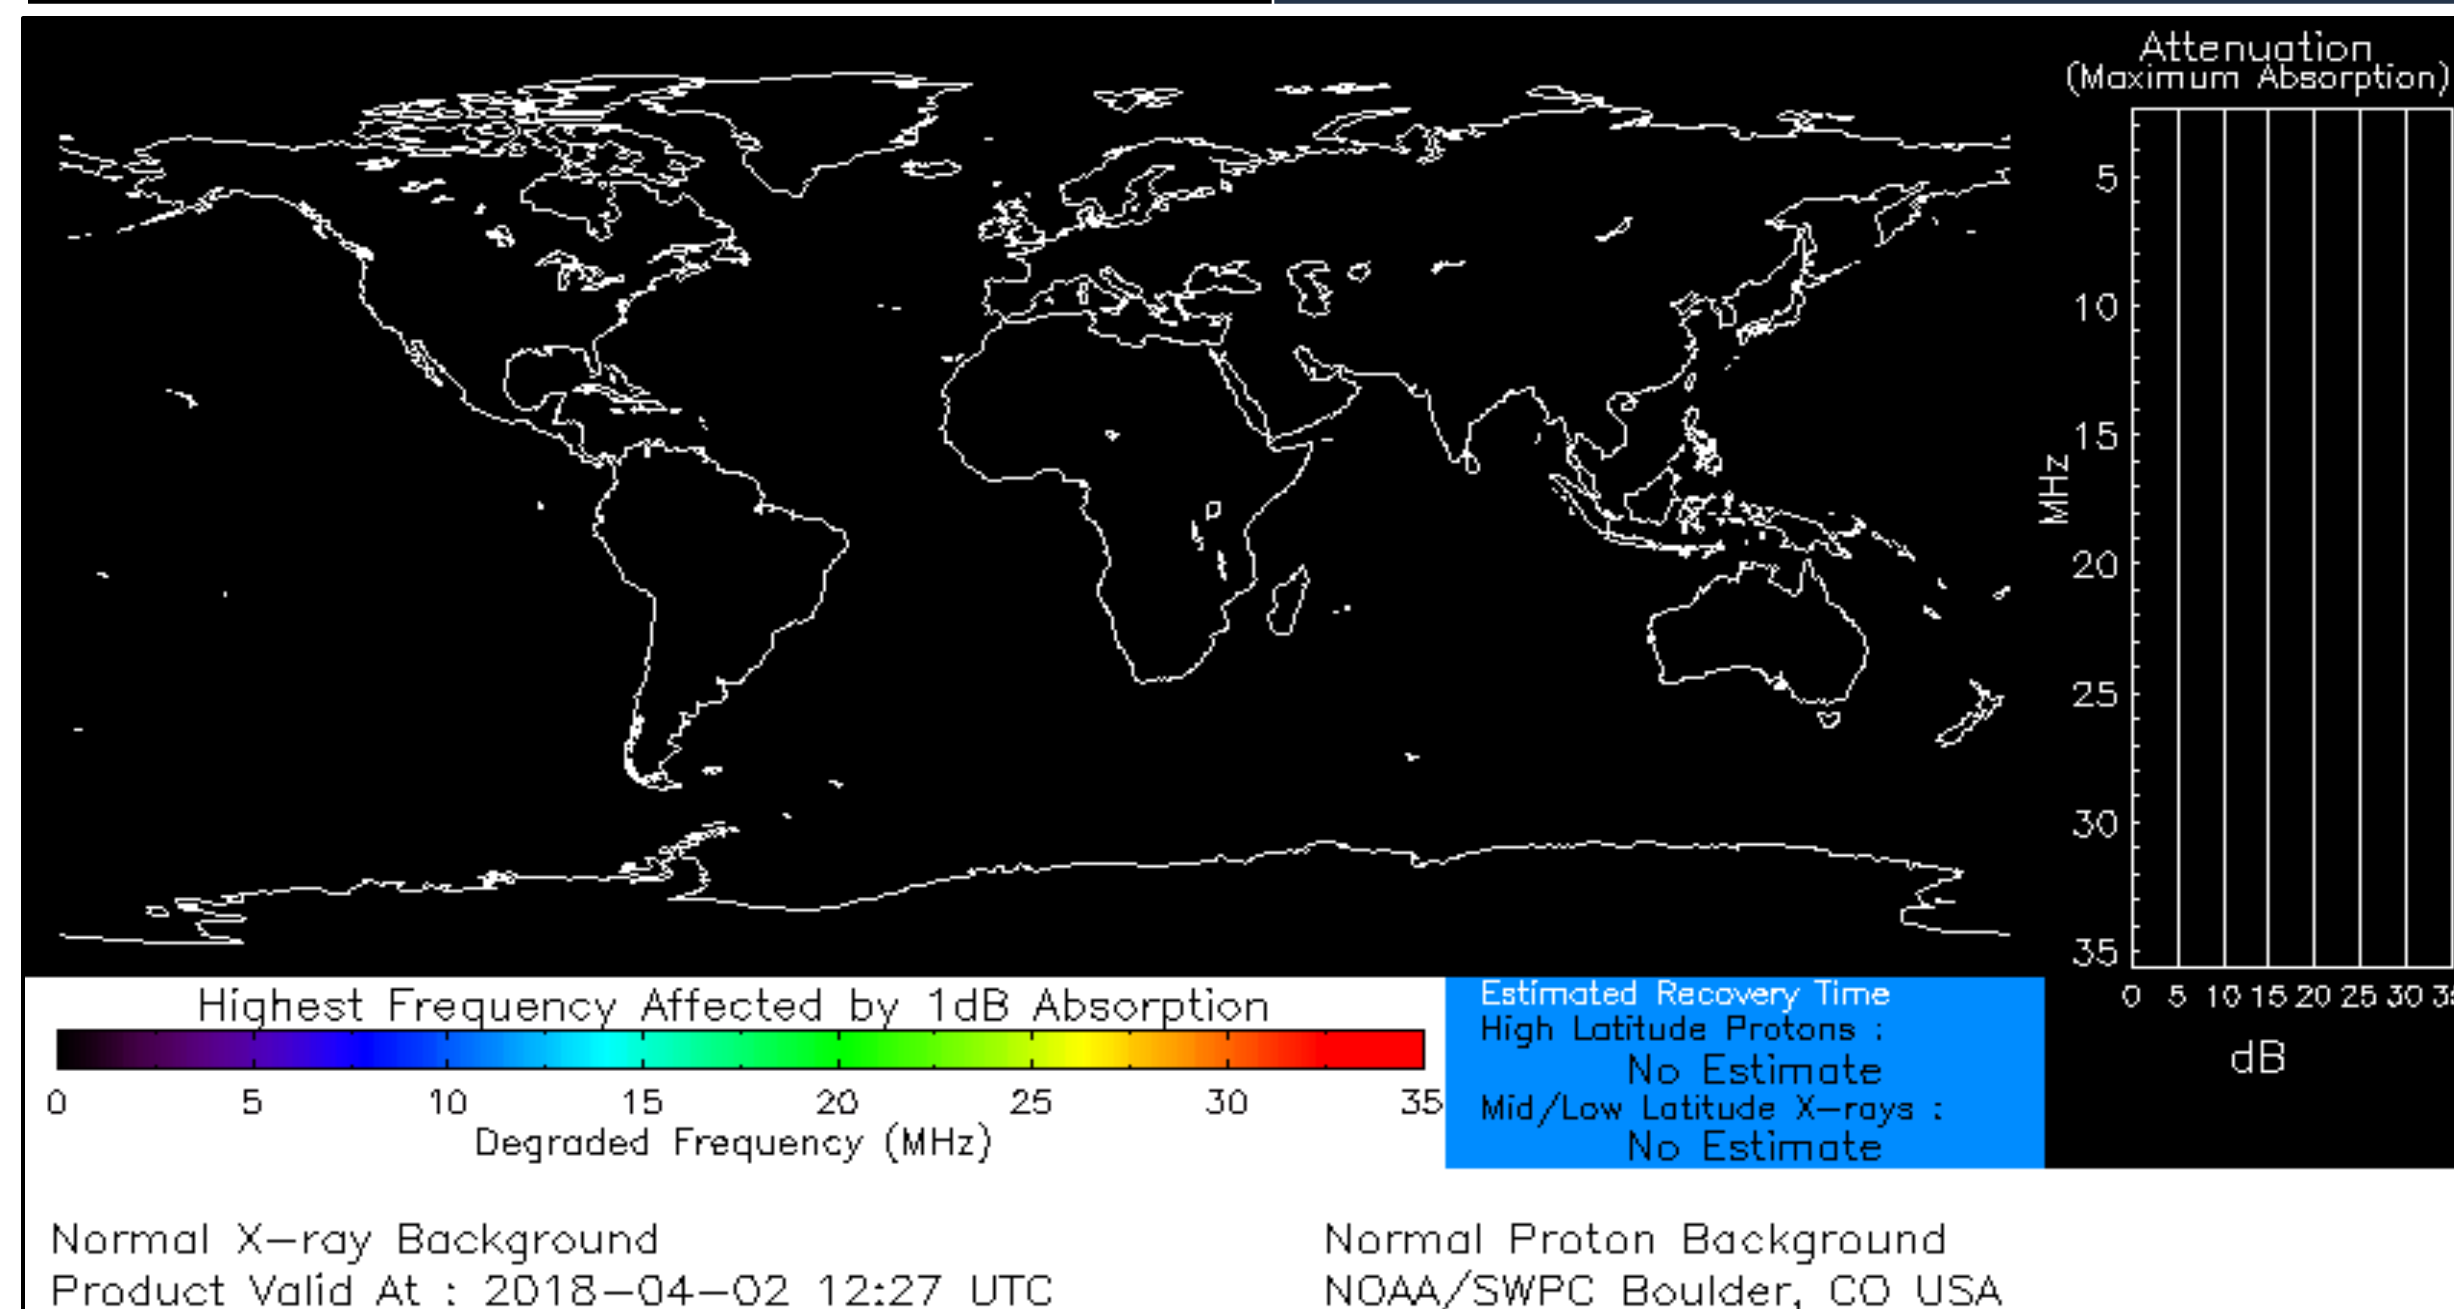 Attenuation
(Maximum Absorption)
5
10
15
20
25
30
35
MHz
0 5 10 15 20 25 30
dB
Highest Frequency Affected by 1dB Absorption
0 5 10 15 20 25 30 35
Degraded Frequency (MHz)
Estimated Recovery Time
High Latitude Protons :
No Estimate
Mid/Low Latitude X-rays :
No Estimate
Normal X-ray Background
Product Valid At : 2018-04-02 12:27 UTC
Normal Proton Background
NOAA/SWPC Boulder, CO USA